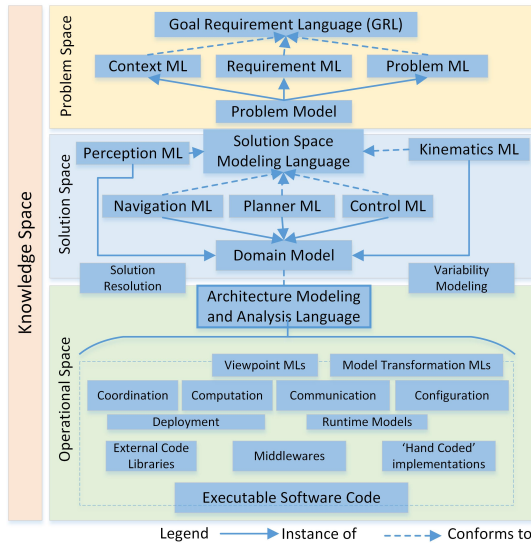 Knowledge Space
Problem Space
Goal Requirement Language (GRL)
Context ML
Requirement ML
Problem ML
Problem Model
Solution Space
Perception ML
Solution Space
Modeling Language
Kinematics ML
Navigation ML
Planner ML
Control ML
Domain Model
Solution
Resolution
Variability
Modeling
Operational Space
Architecture Modeling
and Analysis Language
Viewpoint MLs
Model Transformation MLs
Coordination
Computation
Communication
Configuration
Deployment
Runtime Models
External Code
Libraries
Middlewares
‘Hand Coded’
implementations
Executable Software Code
Legend
Instance of
Conforms to